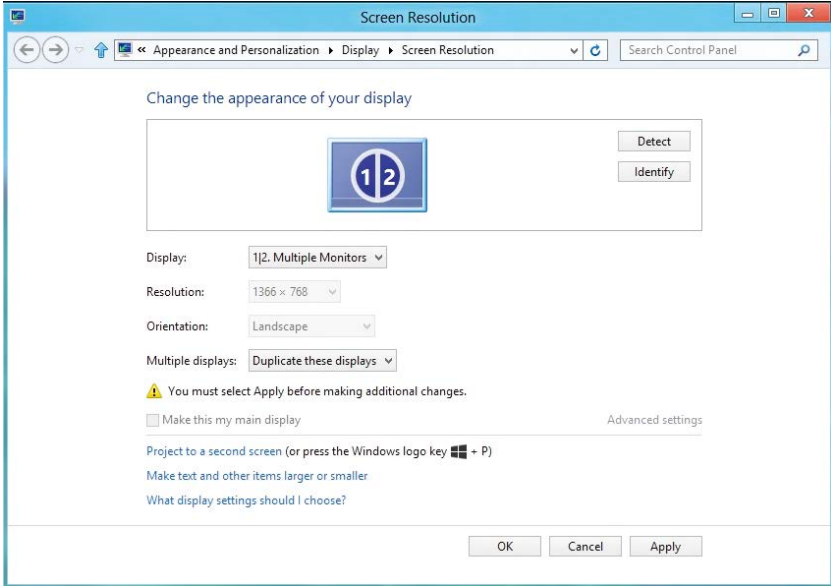 Screen Resolution
« Appearance and Personalization ▸ Display ▸ Screen Resolution
Search Control Panel
Change the appearance of your display
1|2
Detect
Identify
Display: 1|2. Multiple Monitors
Resolution: 1366 × 768
Orientation: Landscape
Multiple displays: Duplicate these displays
You must select Apply before making additional changes.
Make this my main display Advanced settings
Project to a second screen (or press the Windows logo key + P)
Make text and other items larger or smaller
What display settings should I choose?
OK Cancel Apply